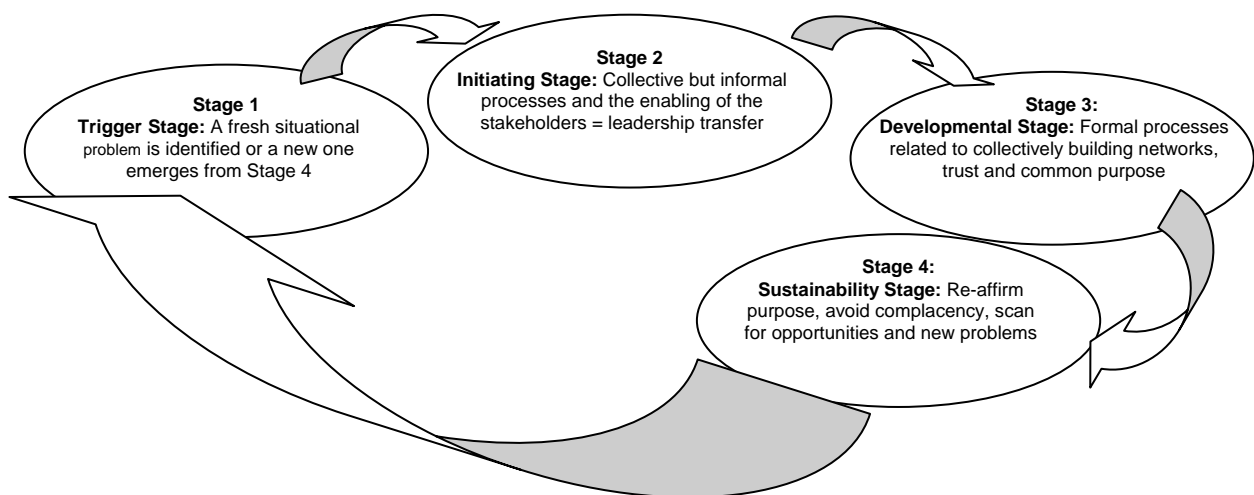 Stage 1
Trigger Stage: A fresh situational
problem is identified or a new one
emerges from Stage 4
Stage 2
Initiating Stage: Collective but informal
processes and the enabling of the
stakeholders = leadership transfer
Stage 3:
Developmental Stage: Formal processes
related to collectively building networks,
trust and common purpose
Stage 4:
Sustainability Stage: Re-affirm
purpose, avoid complacency, scan
for opportunities and new problems